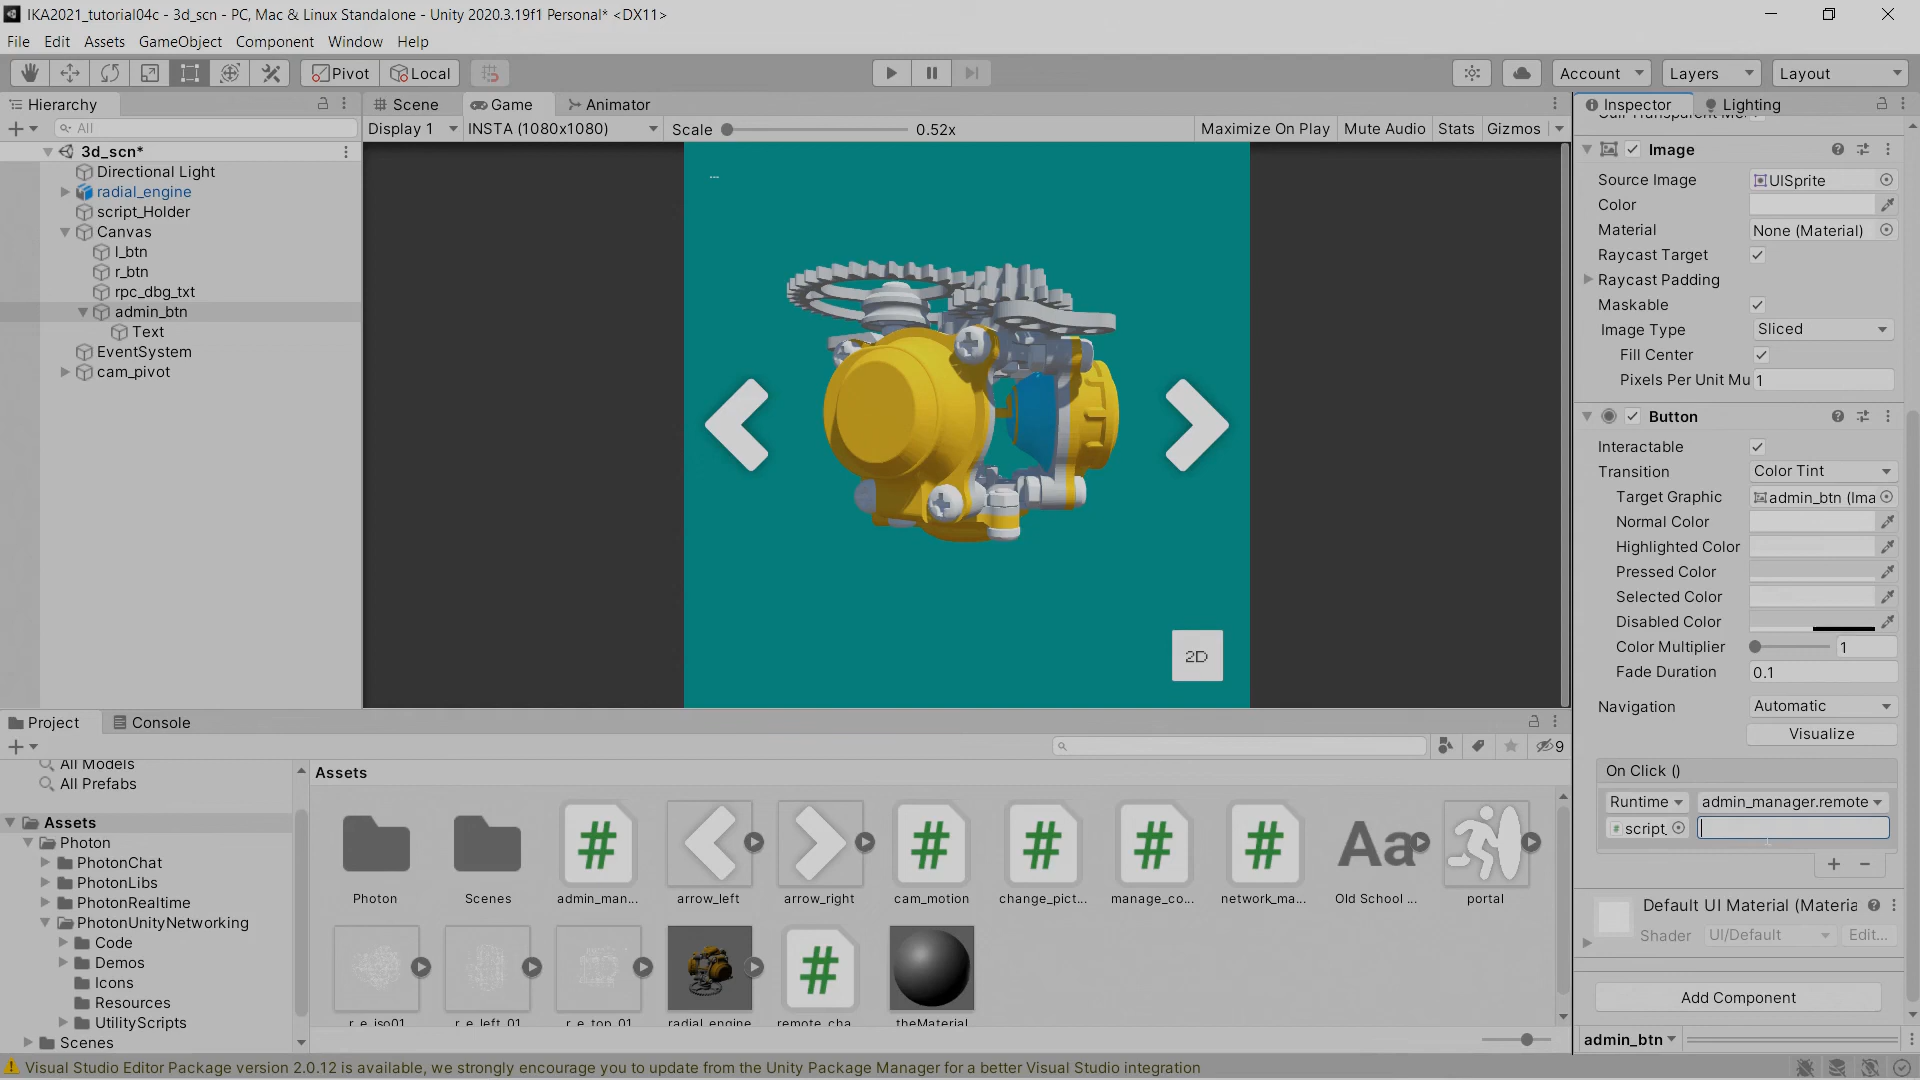 IKA2021_tutorial04c - 3d_scn - PC, Mac & Linux Standalone - Unity 2020.3.19f1 Personal* <DX11>
File Edit Assets GameObject Component Window Help
Pivot Local Account Layers Layout
Hierarchy Scene Game Animator Inspector Lighting
All Display 1 INSTA (1080x1080) Scale 0.52x Maximize On Play Mute Audio Stats Gizmos
3d_scn*
Directional Light
radial_engine
script_Holder
Canvas
l_btn
r_btn
rpc_dbg_txt
admin_btn
Text
EventSystem
cam_pivot
...
2D
Image
Source Image UISprite
Color
Material None (Material)
Raycast Target
Raycast Padding
Maskable
Image Type Sliced
Fill Center
Pixels Per Unit Mu 1
Button
Interactable
Transition Color Tint
Target Graphic admin_btn (Ima
Normal Color
Highlighted Color
Pressed Color
Selected Color
Disabled Color
Color Multiplier 1
Fade Duration 0.1
Navigation Automatic
Visualize
On Click ()
Runtime admin_manager.remote
script_
+ −
Default UI Material (Materia
Shader UI/Default Edit...
Add Component
admin_btn
Project Console
9
All Models
All Prefabs
Assets
Photon
PhotonChat
PhotonLibs
PhotonRealtime
PhotonUnityNetworking
Code
Demos
Icons
Resources
UtilityScripts
Scenes
Assets
Photon Scenes admin_man... arrow_left arrow_right cam_motion change_pict... manage_co... network_ma... Old School ... portal
Aa
r_e_iso01 r_e_left_01 r_e_top_01 radial_engine remote_cha... theMaterial
Visual Studio Editor Package version 2.0.12 is available, we strongly encourage you to update from the Unity Package Manager for a better Visual Studio integration